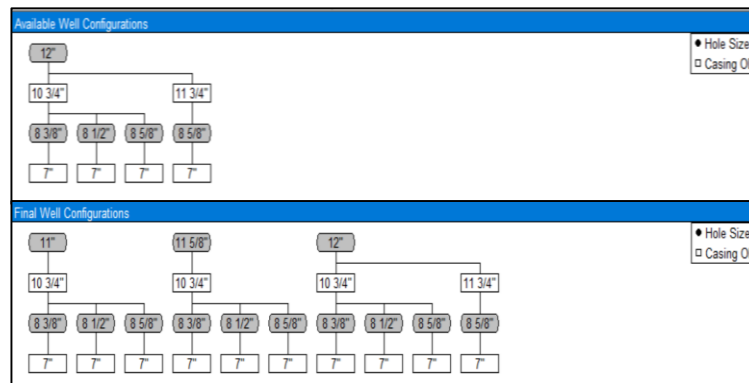 Available Well Configurations
Hole Size
Casing O
12"
10 3/4" 11 3/4"
8 3/8" 8 1/2" 8 5/8" 8 5/8"
7" 7" 7" 7"
Final Well Configurations
Hole Size
Casing O
11" 11 5/8" 12"
10 3/4" 10 3/4" 10 3/4" 11 3/4"
8 3/8" 8 1/2" 8 5/8" 8 3/8" 8 1/2" 8 5/8" 8 3/8" 8 1/2" 8 5/8" 8 5/8"
7" 7" 7" 7" 7" 7" 7" 7" 7" 7"